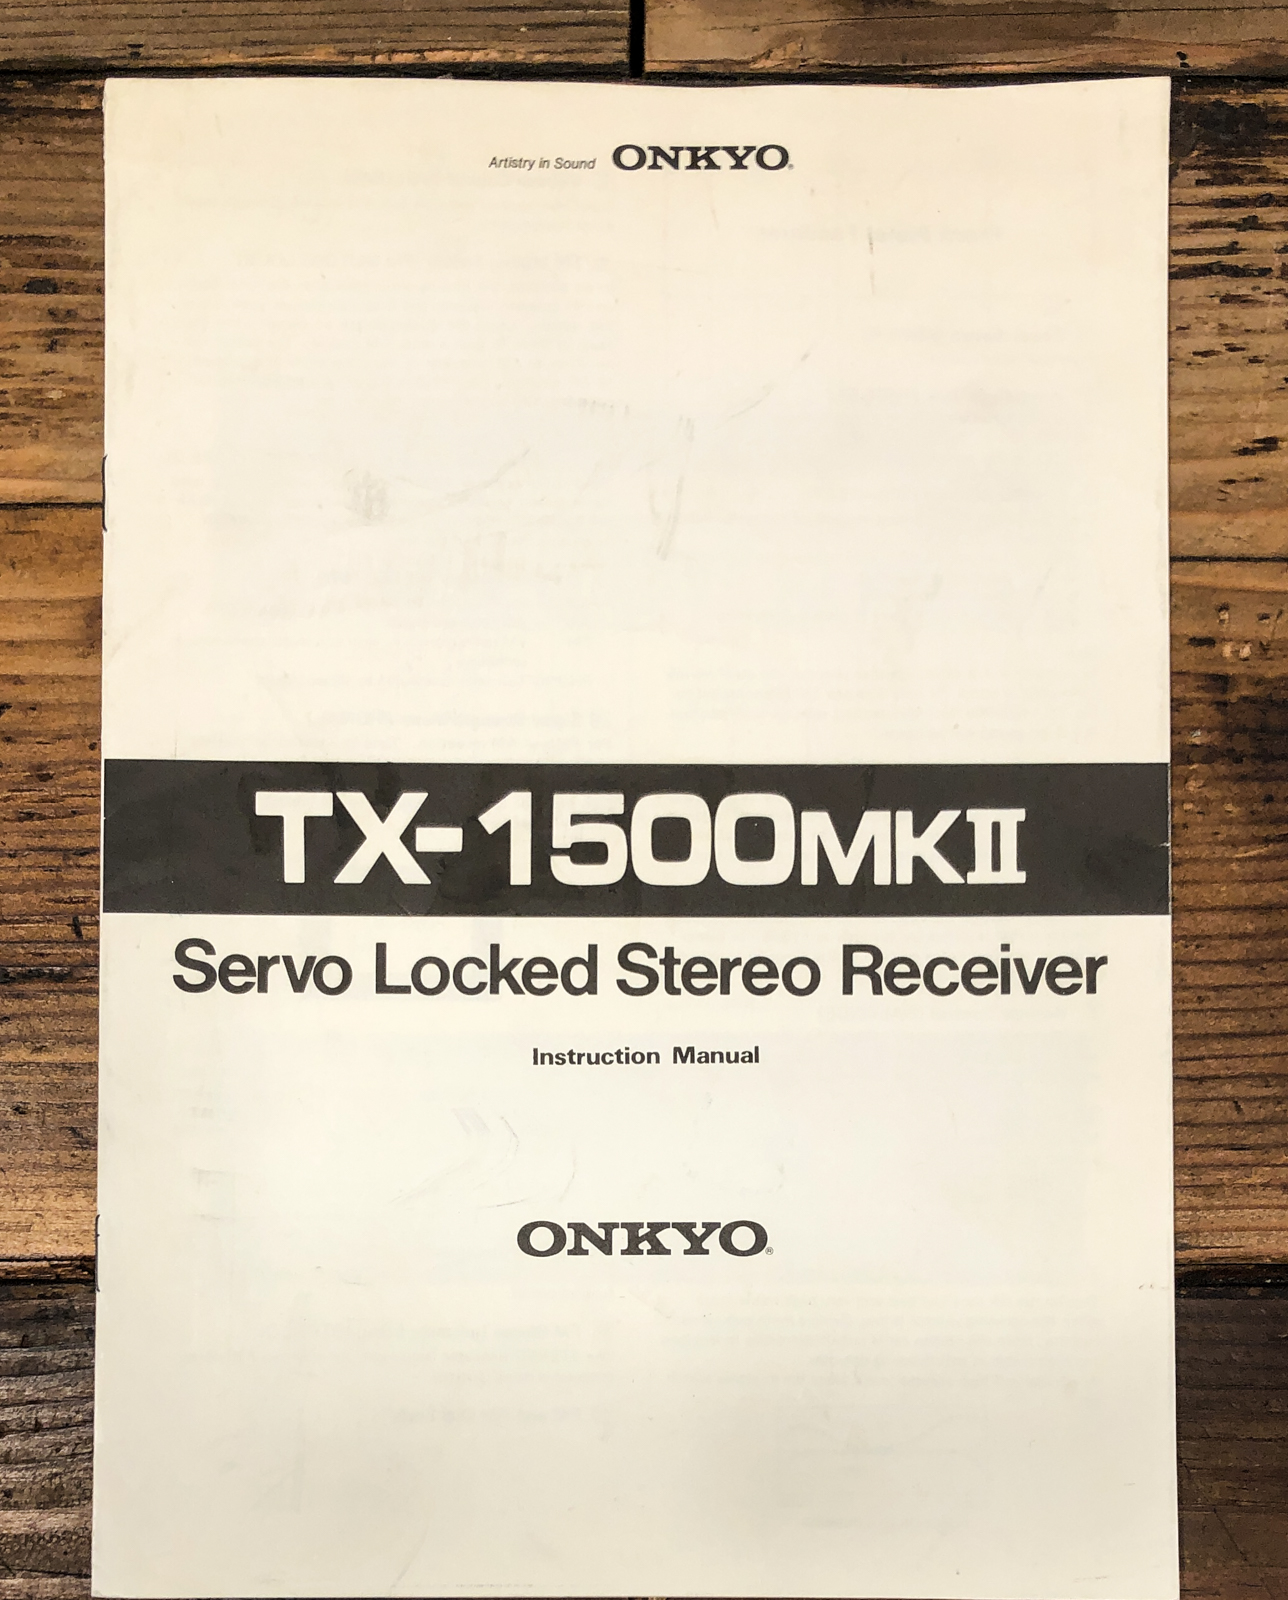 Artistry in Sound ONKYO®
TX-1500MKII
Servo Locked Stereo Receiver
Instruction Manual
ONKYO®